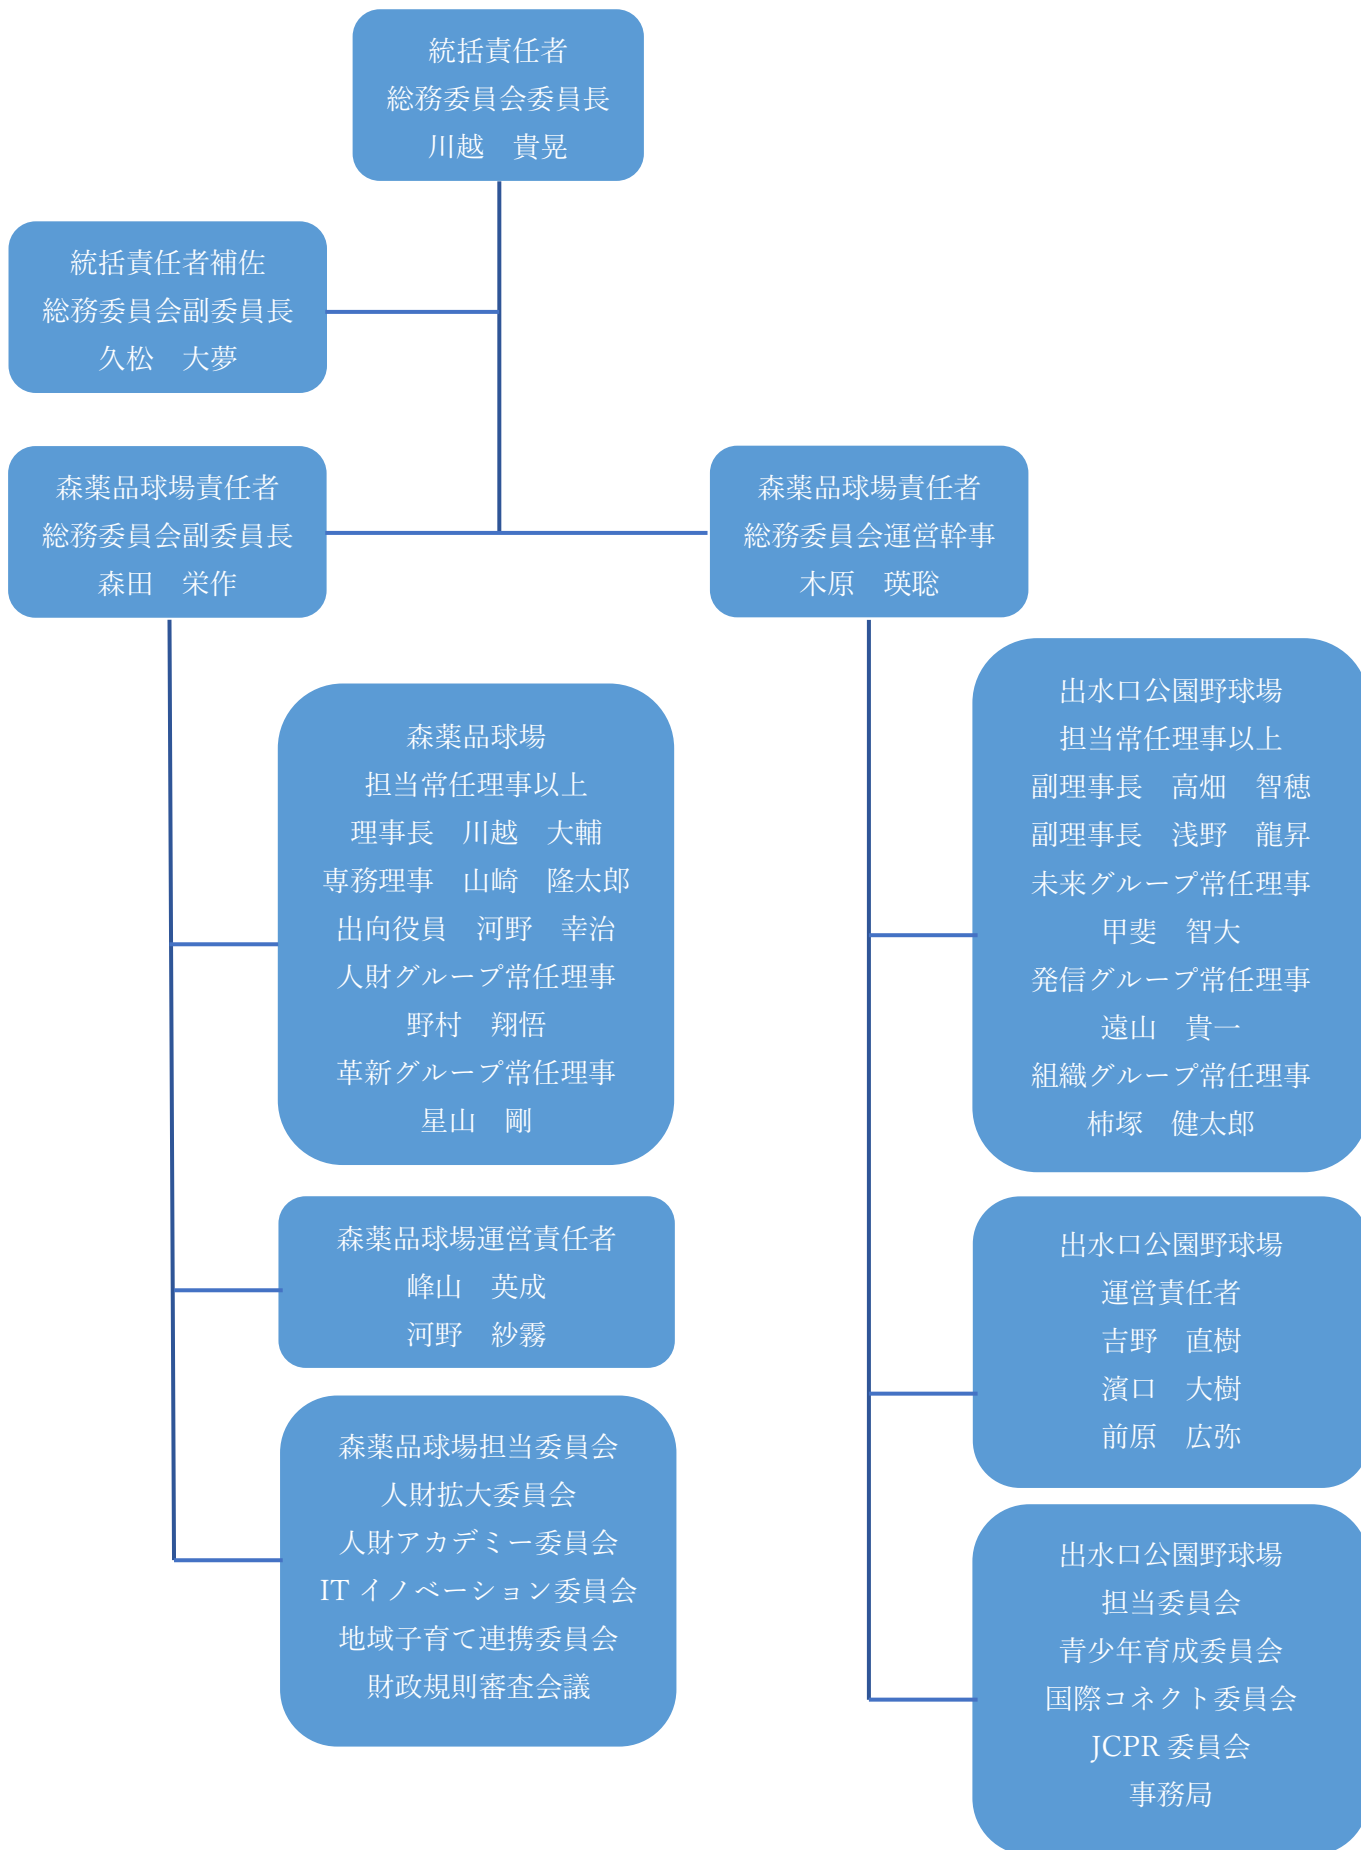 統括責任者
総務委員会委員長
川越　貴晃
統括責任者補佐
総務委員会副委員長
久松　大夢
森薬品球場責任者
総務委員会副委員長
森田　栄作
森薬品球場責任者
総務委員会運営幹事
木原　瑛聡
森薬品球場
担当常任理事以上
理事長　川越　大輔
専務理事　山崎　隆太郎
出向役員　河野　幸治
人財グループ常任理事
野村　翔悟
革新グループ常任理事
星山　剛
森薬品球場運営責任者
峰山　英成
河野　紗霧
森薬品球場担当委員会
人財拡大委員会
人財アカデミー委員会
IT イノベーション委員会
地域子育て連携委員会
財政規則審査会議
出水口公園野球場
担当常任理事以上
副理事長　高畑　智穂
副理事長　浅野　龍昇
未来グループ常任理事
甲斐　智大
発信グループ常任理事
遠山　貴一
組織グループ常任理事
柿塚　健太郎
出水口公園野球場
運営責任者
吉野　直樹
濱口　大樹
前原　広弥
出水口公園野球場
担当委員会
青少年育成委員会
国際コネクト委員会
JCPR 委員会
事務局